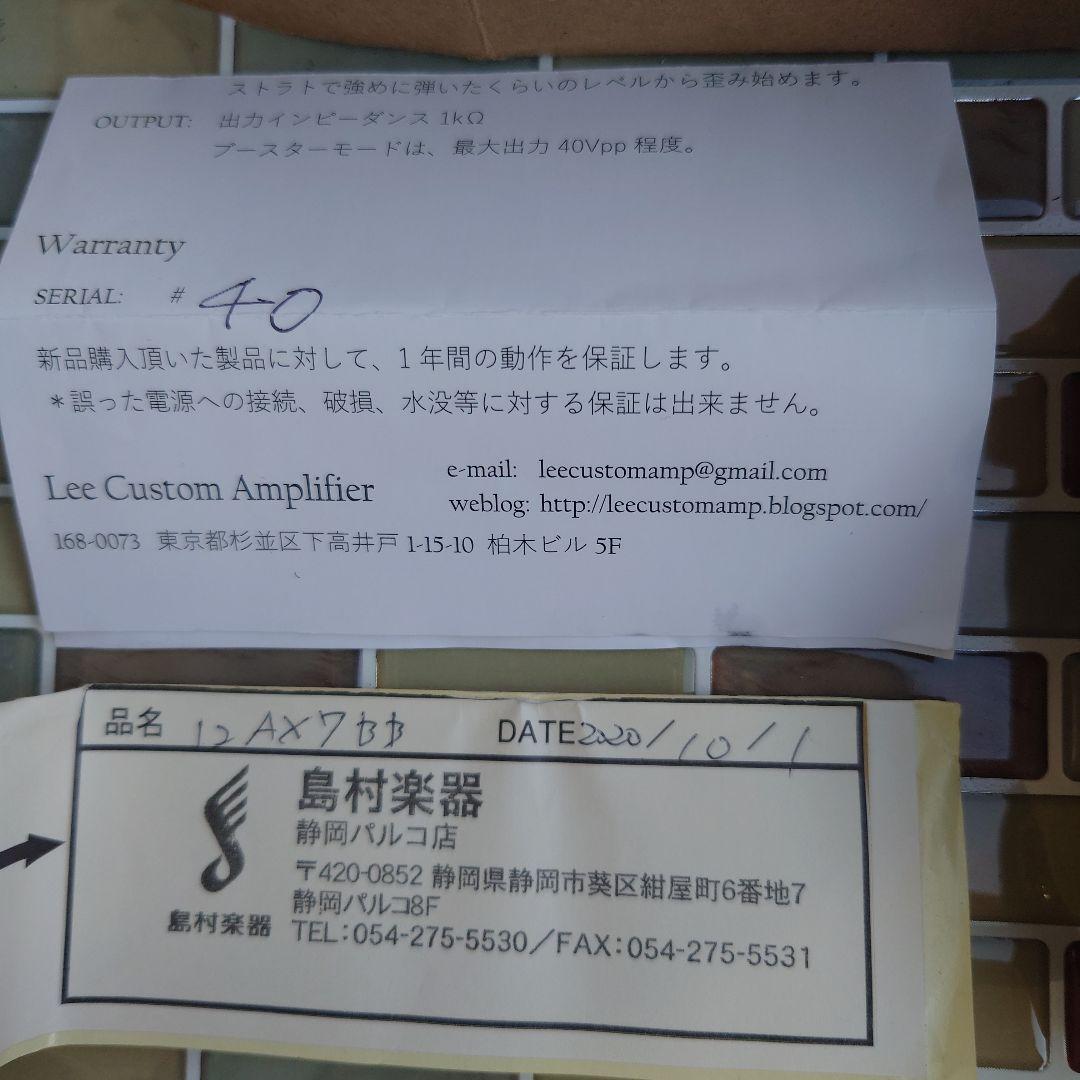 ストラトで強めに弾いたくらいのレベルから歪み始めます。
OUTPUT: 出力インピーダンス 1kΩ
ブースターモードは、最大出力 40Vpp 程度。
Warranty
SERIAL: # 40
新品購入頂いた製品に対して、1年間の動作を保証します。
*誤った電源への接続、破損、水没等に対する保証は出来ません。
Lee Custom Amplifier
e-mail: leecustomamp@gmail.com
weblog: http://leecustomamp.blogspot.com/
168-0073 東京都杉並区下高井戸 1-15-10 柏木ビル 5F
品名 12AX7BB DATE2020/10/1
島村楽器
静岡パルコ店
〒420-0852 静岡県静岡市葵区紺屋町6番地7
静岡パルコ8F
島村楽器
TEL:054-275-5530/FAX:054-275-5531